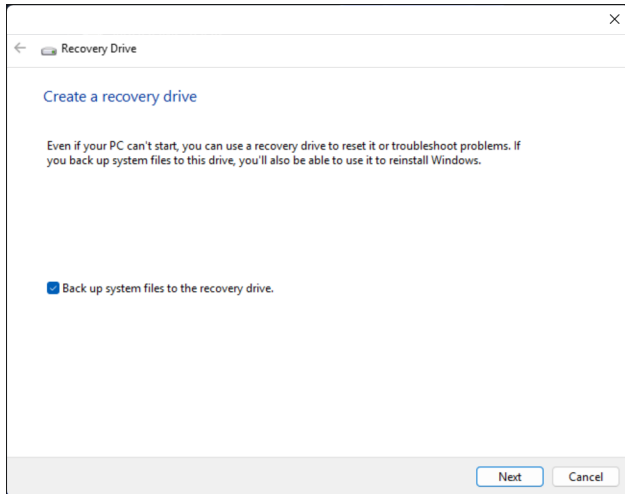 Recovery Drive
Create a recovery drive
Even if your PC can't start, you can use a recovery drive to reset it or troubleshoot problems. If
you back up system files to this drive, you'll also be able to use it to reinstall Windows.
Back up system files to the recovery drive.
Next Cancel